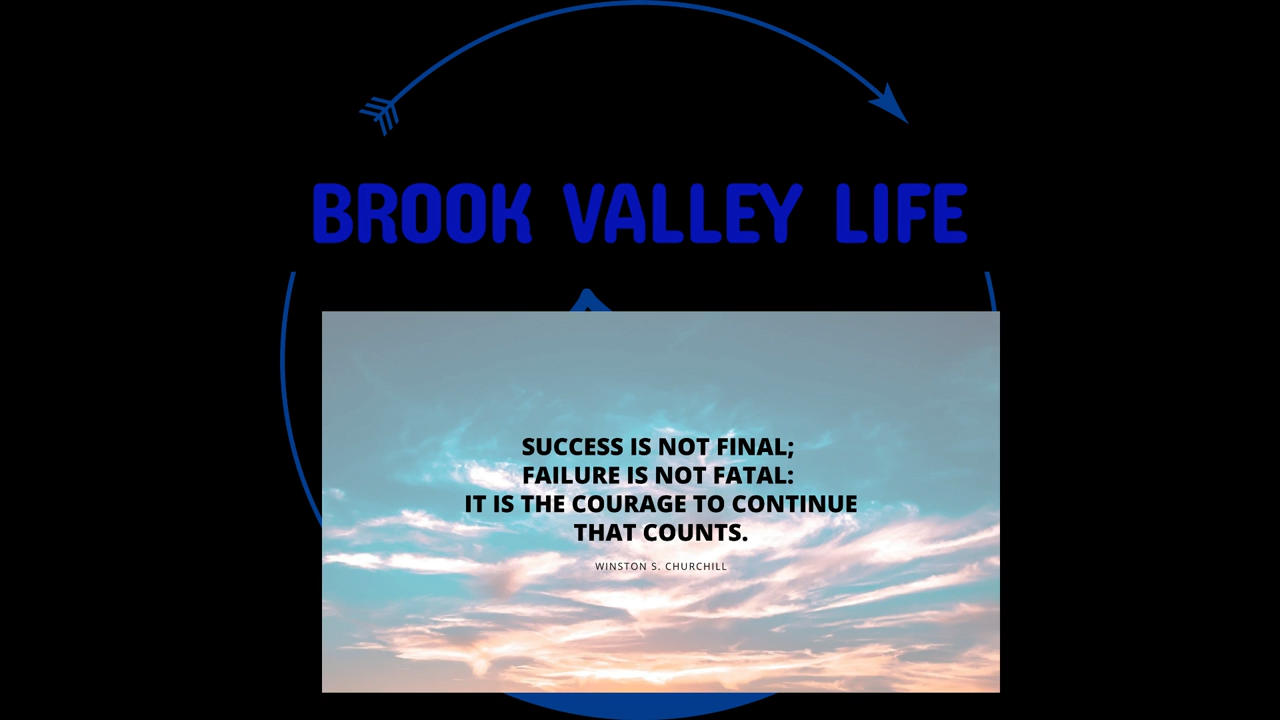 BROOK VALLEY LIFE
SUCCESS IS NOT FINAL;
FAILURE IS NOT FATAL:
IT IS THE COURAGE TO CONTINUE
THAT COUNTS.
WINSTON S. CHURCHILL